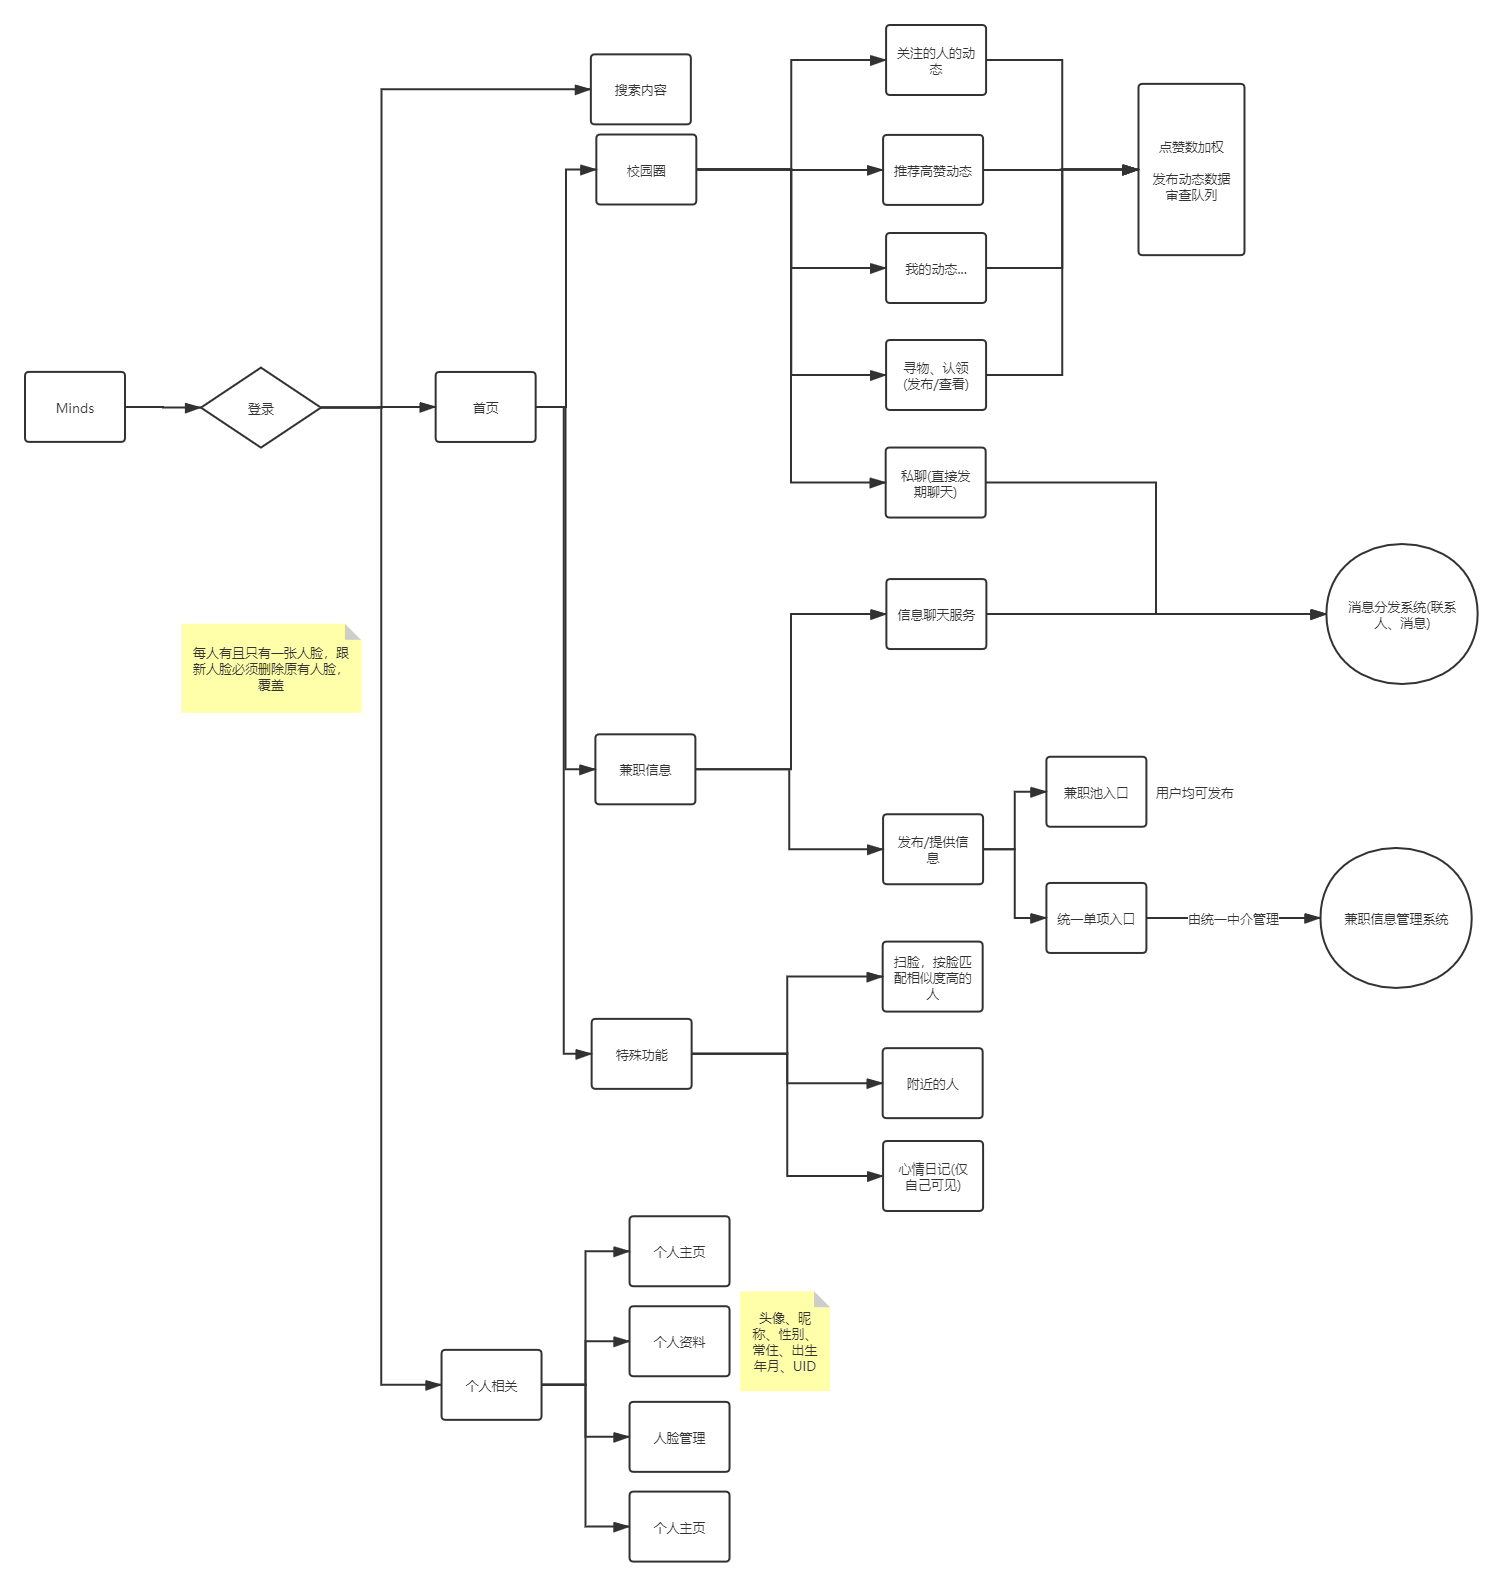 关注的人的动
态
搜索内容
点赞数加权
校园圈
推荐高赞动态
发布动态数据
审查队列
我的动态...
寻物、认领
(发布/查看)
Minds
登录
首页
私聊(直接发
期聊天)
信息聊天服务
消息分发系统(联系
人、消息)
每人有且只有一张人脸，跟
新人脸必须删除原有人脸，
覆盖
兼职信息
兼职池入口
用户均可发布
发布/提供信
息
统一单项入口
由统一中介管理
兼职信息管理系统
扫脸，按脸匹
配相似度高的
人
特殊功能
附近的人
心情日记(仅
自己可见)
个人主页
个人资料
头像、昵
称、性别、
常住、出生
年月、UID
个人相关
人脸管理
个人主页